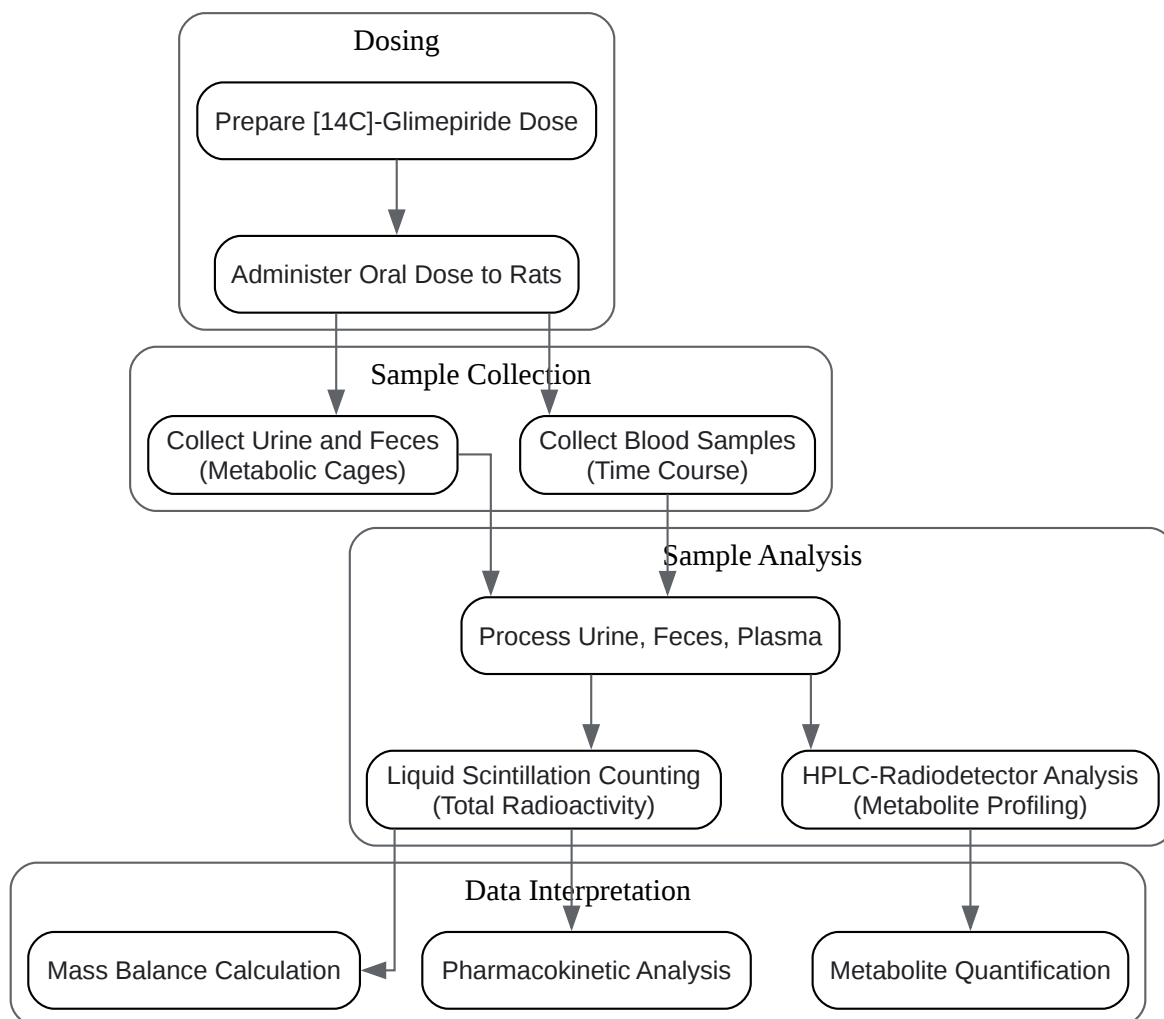 Dosing
Prepare [14C]-Glimepiride Dose
Administer Oral Dose to Rats
Sample Collection
Collect Urine and Feces
(Metabolic Cages)
Collect Blood Samples
(Time Course)
Sample Analysis
Process Urine, Feces, Plasma
Liquid Scintillation Counting
(Total Radioactivity)
HPLC-Radiodetector Analysis
(Metabolite Profiling)
Data Interpretation
Mass Balance Calculation
Pharmacokinetic Analysis
Metabolite Quantification